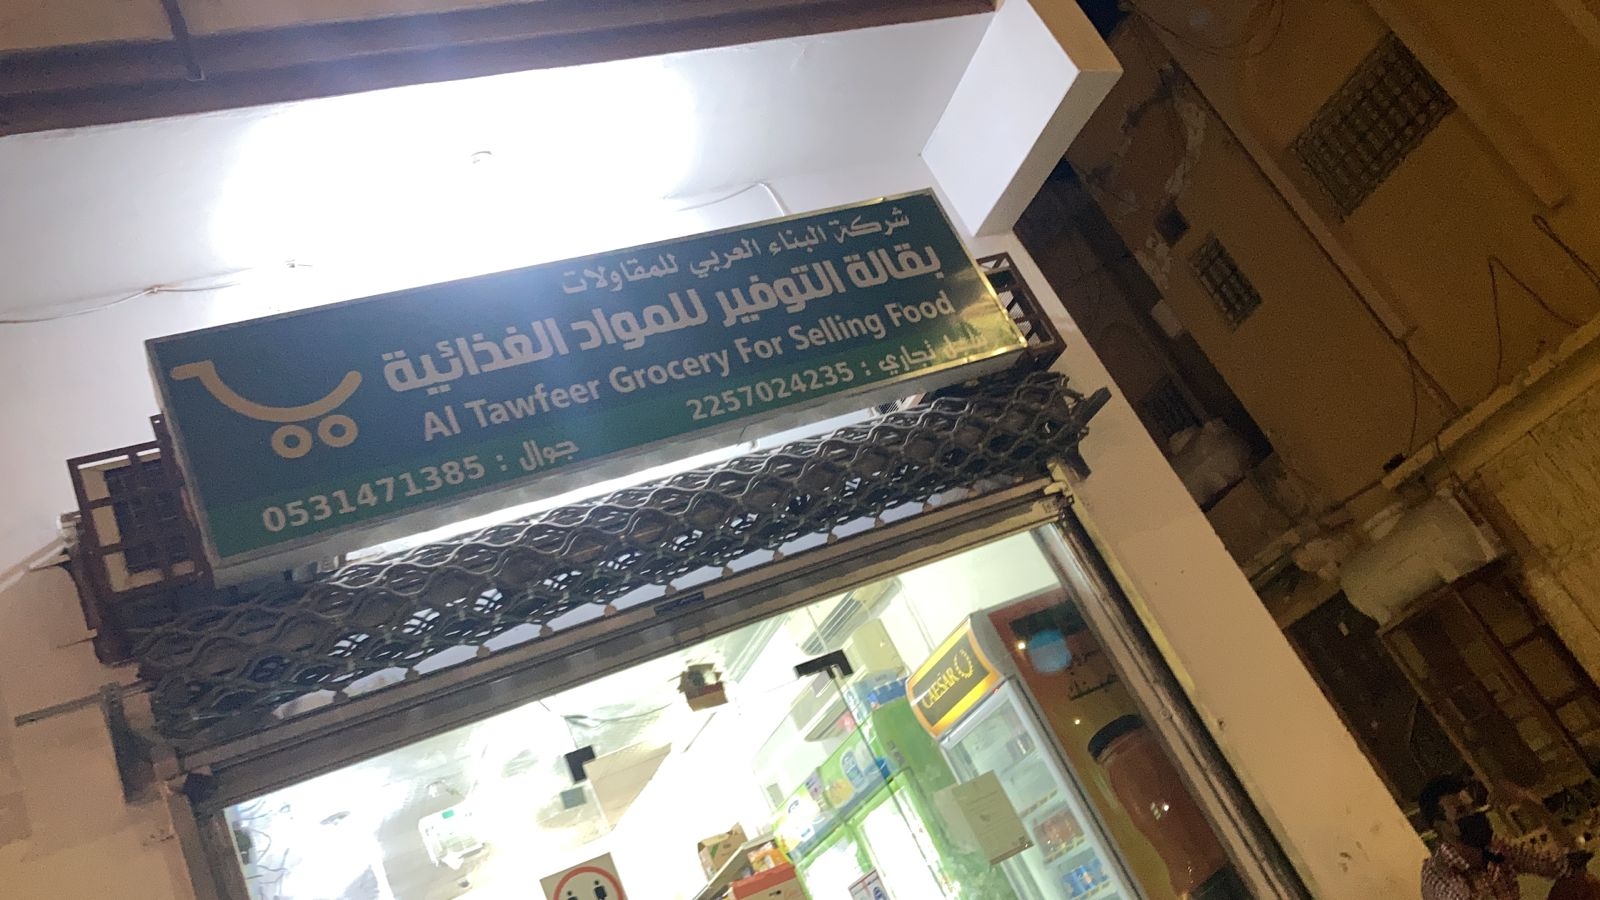 شركة البناء العربي للمقاولات
بقالة التوفير للمواد الغذائية
Al Tawfeer Grocery For Selling Food
سجل تجاري : 2257024235
جوال : 0531471385
CAESAR